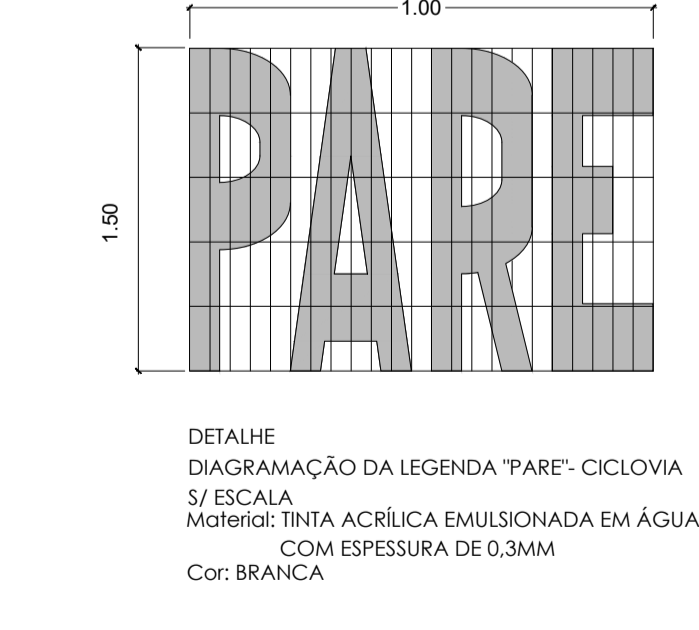 1.00
PARE
1.50
DETALHE
DIAGRAMAÇÃO DA LEGENDA "PARE"- CICLOVIA
S/ ESCALA
Material: TINTA ACRÍLICA EMULSIONADA EM ÁGUA
COM ESPESSURA DE 0,3MM
Cor: BRANCA